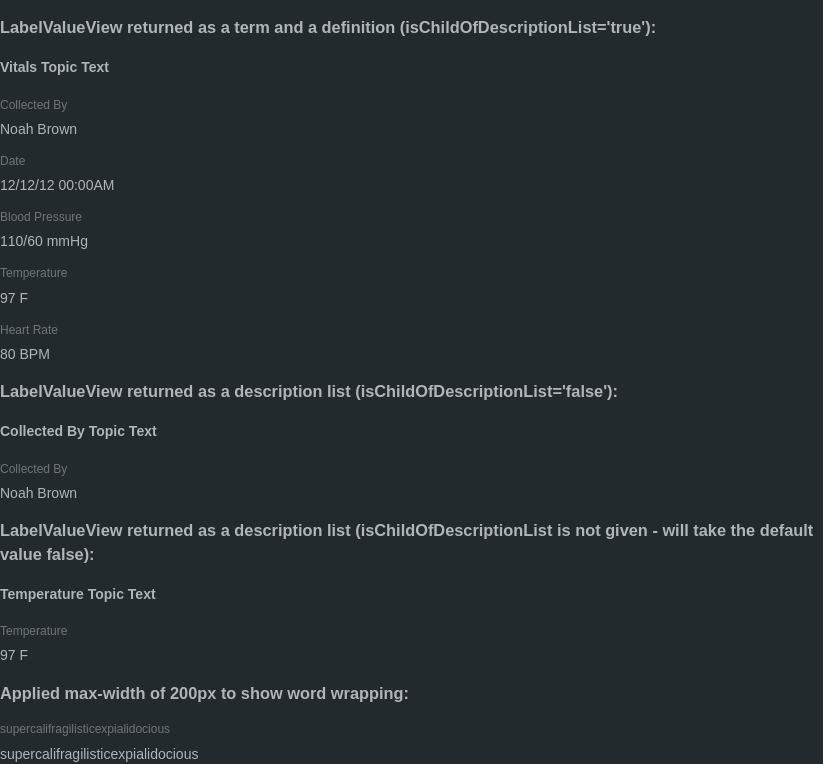 LabelValueView returned as a term and a definition (isChildOfDescriptionList='true'):
Vitals Topic Text
Collected By
Noah Brown
Date
12/12/12 00:00AM
Blood Pressure
110/60 mmHg
Temperature
97 F
Heart Rate
80 BPM
LabelValueView returned as a description list (isChildOfDescriptionList='false'):
Collected By Topic Text
Collected By
Noah Brown
LabelValueView returned as a description list (isChildOfDescriptionList is not given - will take the default
value false):
Temperature Topic Text
Temperature
97 F
Applied max-width of 200px to show word wrapping:
supercalifragilisticexpialidocious
supercalifragilisticexpialidocious